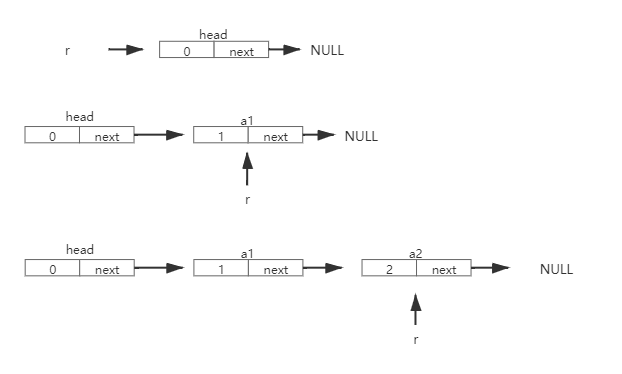 head
r 0 next NULL
head a1
0 next 1 next NULL
r
head a1 a2
0 next 1 next 2 next NULL
r